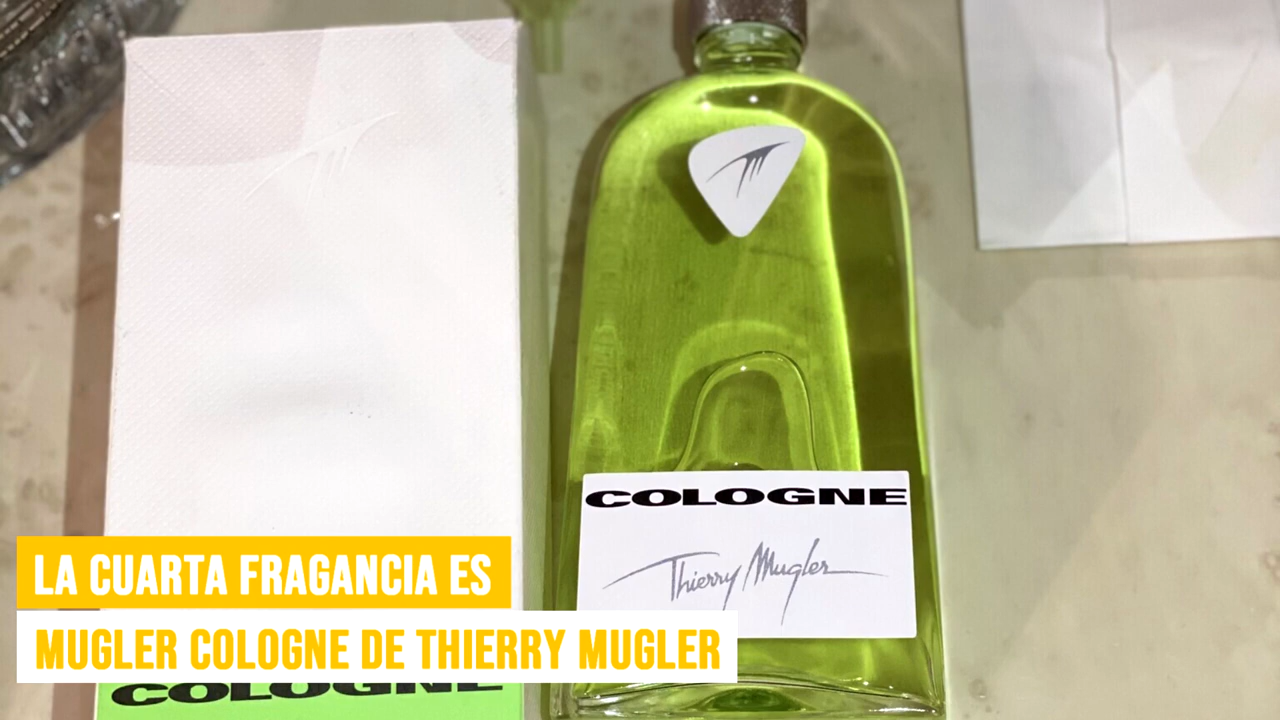 COLOGNE
Thierry Mugler
LA CUARTA FRAGANCIA ES
MUGLER COLOGNE DE THIERRY MUGLER
COLOGNE